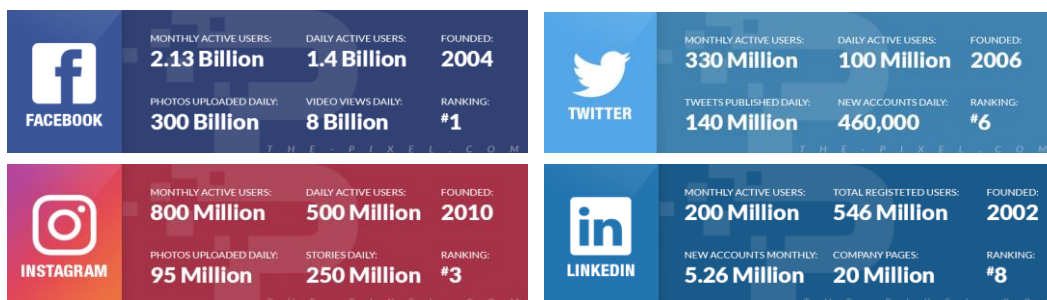 MONTHLY ACTIVE USERS: DAILY ACTIVE USERS: FOUNDED:
2.13 Billion 1.4 Billion 2004
PHOTOS UPLOADED DAILY: VIDEO VIEWS DAILY: RANKING:
300 Billion 8 Billion #1
FACEBOOK
THE-PIXEL.COM
MONTHLY ACTIVE USERS: DAILY ACTIVE USERS: FOUNDED:
330 Million 100 Million 2006
TWEETS PUBLISHED DAILY: NEW ACCOUNTS DAILY: RANKING:
140 Million 460,000 #6
TWITTER
THE-PIXEL.COM
MONTHLY ACTIVE USERS: DAILY ACTIVE USERS: FOUNDED:
800 Million 500 Million 2010
PHOTOS UPLOADED DAILY: STORIES DAILY: RANKING:
95 Million 250 Million #3
INSTAGRAM
in
MONTHLY ACTIVE USERS: TOTAL REGISTETED USERS: FOUNDED:
200 Million 546 Million 2002
NEW ACCOUNTS MONTHLY: COMPANY PAGES: RANKING:
5.26 Million 20 Million #8
LINKEDIN